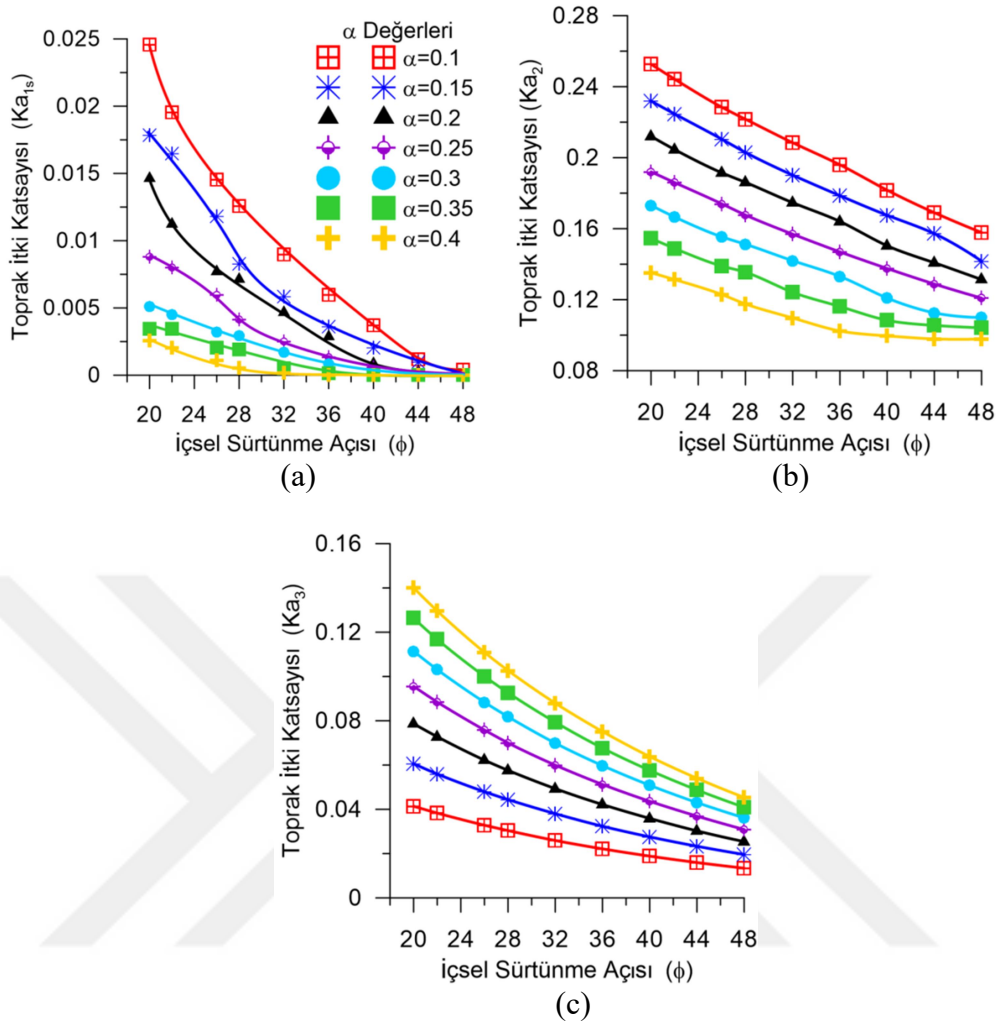 α Değerleri
α=0.1
α=0.15
α=0.2
α=0.25
α=0.3
α=0.35
α=0.4
Toprak itki Katsayısı (Ka1s)
0.025
0.02
0.015
0.01
0.005
0
20 24 28 32 36 40 44 48
İçsel Sürtünme Açısı (ϕ)
(a)
Toprak itki Katsayısı (Ka2)
0.28
0.24
0.2
0.16
0.12
0.08
20 24 28 32 36 40 44 48
İçsel Sürtünme Açısı (ϕ)
(b)
Toprak itki Katsayısı (Ka3)
0.16
0.12
0.08
0.04
0
20 24 28 32 36 40 44 48
İçsel Sürtünme Açısı (ϕ)
(c)